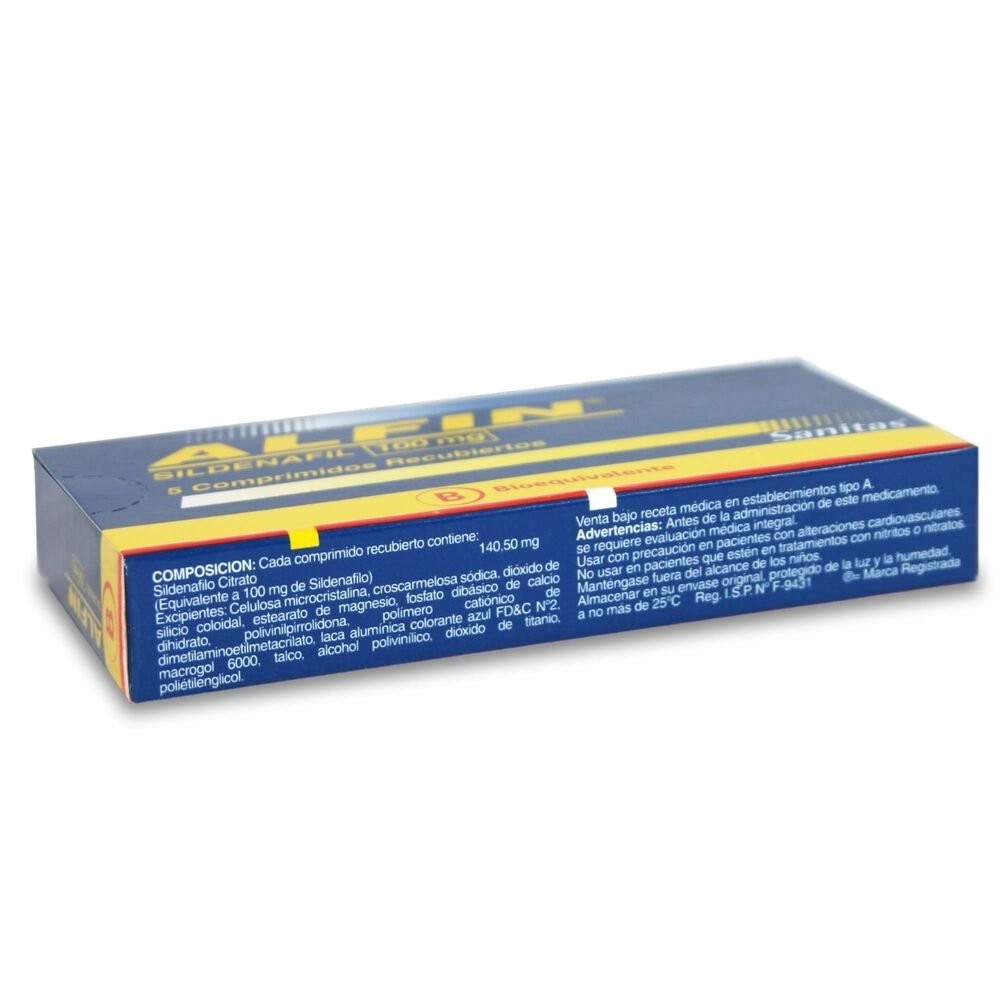 ALFIN®
SILDENAFIL 100 mg
5 Comprimidos Recubiertos
Sanitas®
B Bioequivalente
COMPOSICION: Cada comprimido recubierto contiene:
Sildenafilo Citrato 140.50 mg
(Equivalente a 100 mg de Sildenafilo)
Excipientes: Celulosa microcristalina, croscarmelosa sódica, dióxido de
silicio coloidal, estearato de magnesio, fosfato dibásico de calcio
dihidrato, polivinilpirrolidona, polímero catiónico de
dimetilaminoetilmetacrilato, laca alumínica colorante azul FD&C N°2.
macrogol 6000, talco, alcohol polivinílico, dióxido de titanio,
poliétilenglicol.
Venta bajo receta médica en establecimientos tipo A.
Advertencias: Antes de la administración de este medicamento,
se requiere evaluación médica integral.
Usar con precaución en pacientes con alteraciones cardiovasculares.
No usar en pacientes que estén en tratamientos con nitritos o nitratos.
Manténgase fuera del alcance de los niños.
Almacenar en su envase original, protegido de la luz y la humedad,
a no más de 25°C Reg. I.S.P. N° F-9431 ®= Marca Registrada
B
ALFIN